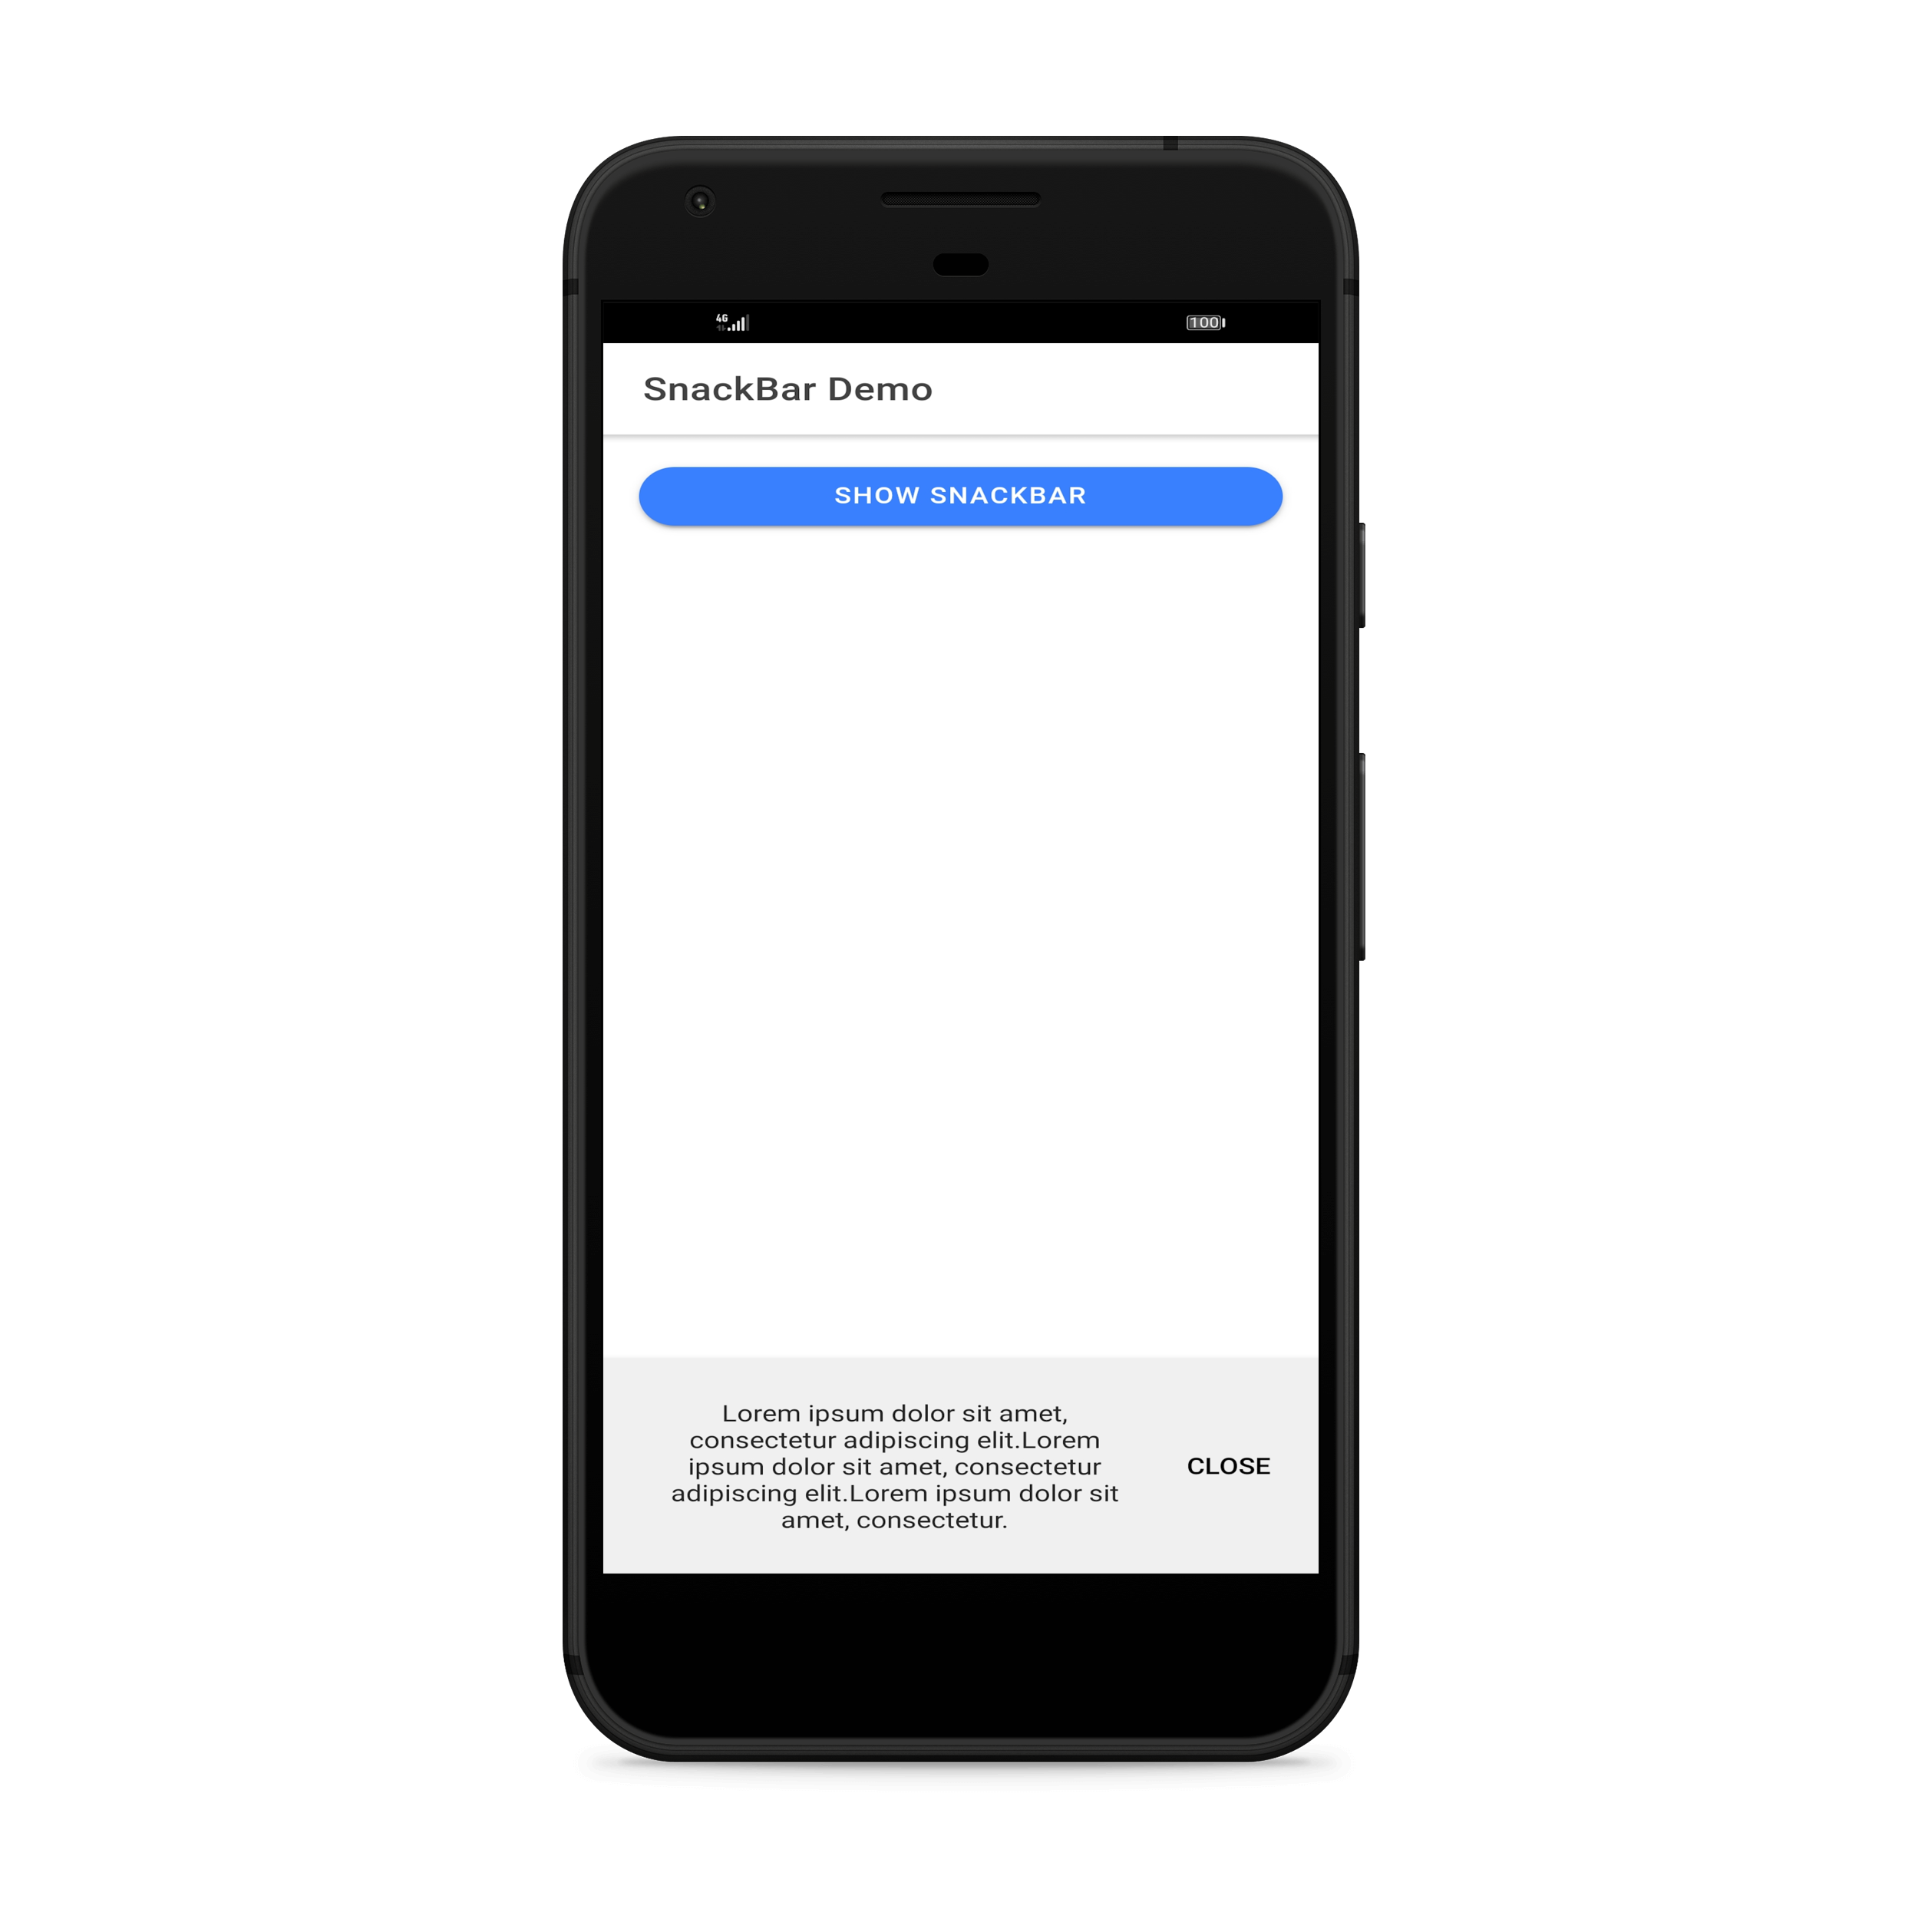 4G
100
SnackBar Demo
SHOW SNACKBAR
Lorem ipsum dolor sit amet,
consectetur adipiscing elit.Lorem
ipsum dolor sit amet, consectetur
adipiscing elit.Lorem ipsum dolor sit
amet, consectetur.
CLOSE